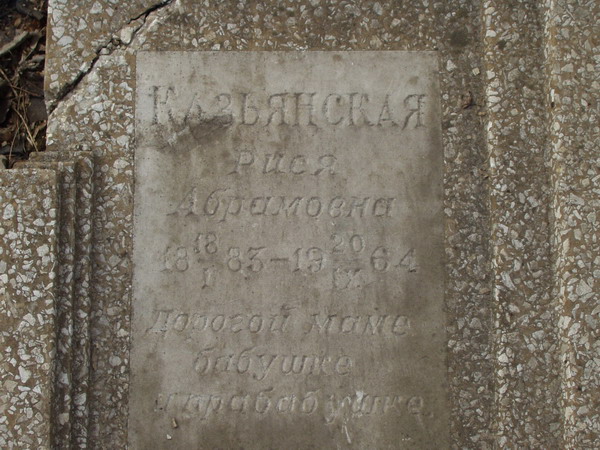 КАЗЬЯНСКАЯ
Рися
Абрамовна
18 18/I 83-19 20/IX 64
Дорогой маме
бабушке
и прабабушке